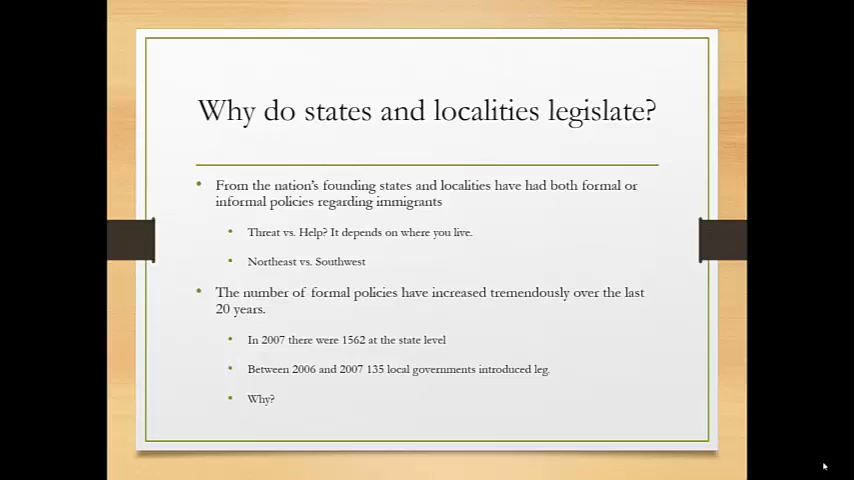 Why do states and localities legislate?
• From the nation's founding states and localities have had both formal or
informal policies regarding immigrants
• Threat vs. Help? It depends on where you live.
• Northeast vs. Southwest
• The number of formal policies have increased tremendously over the last
20 years.
• In 2007 there were 1562 at the state level
• Between 2006 and 2007 135 local governments introduced leg.
• Why?